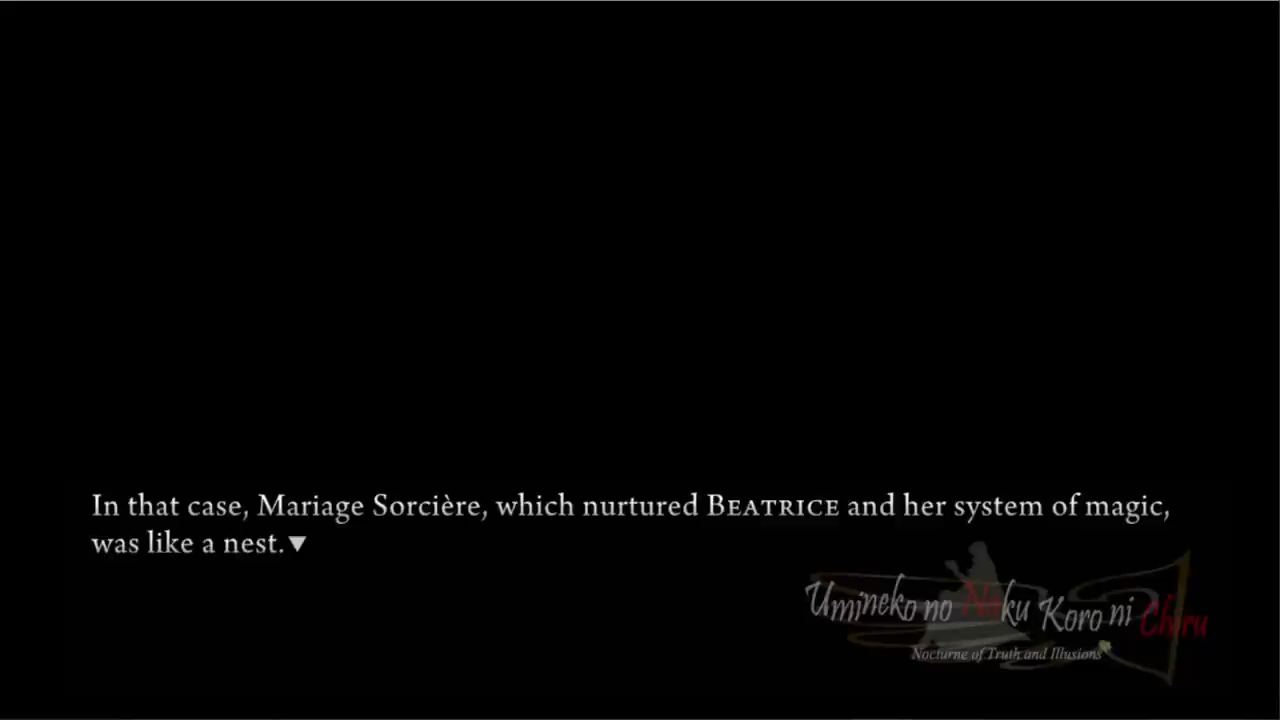 In that case, Mariage Sorcière, which nurtured BEATRICE and her system of magic,
was like a nest.▼
Umineko no Naku Koro ni Chiru
Nocturne of Truth and Illusions